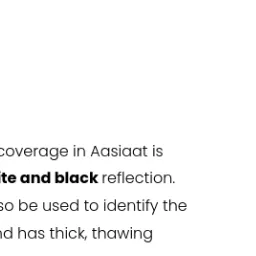 coverage in Aasiaat is
ite and black reflection.
so be used to identify the
nd has thick, thawing